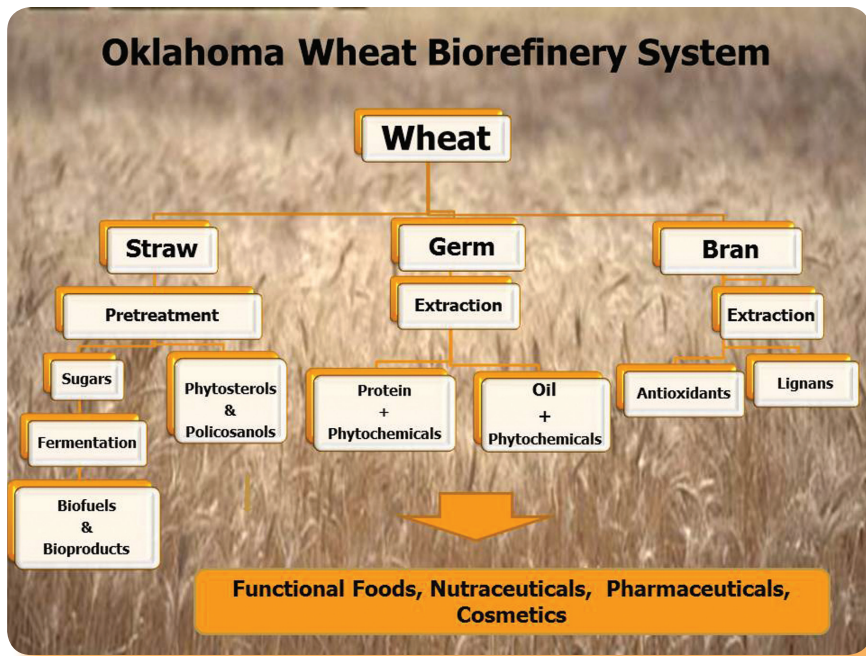 Oklahoma Wheat Biorefinery System
Wheat
Straw
Germ
Bran
Pretreatment
Extraction
Extraction
Sugars
Phytosterols
&
Policosanols
Protein
+
Phytochemicals
Oil
+
Phytochemicals
Antioxidants
Lignans
Fermentation
Biofuels
&
Bioproducts
Functional Foods, Nutraceuticals, Pharmaceuticals,
Cosmetics